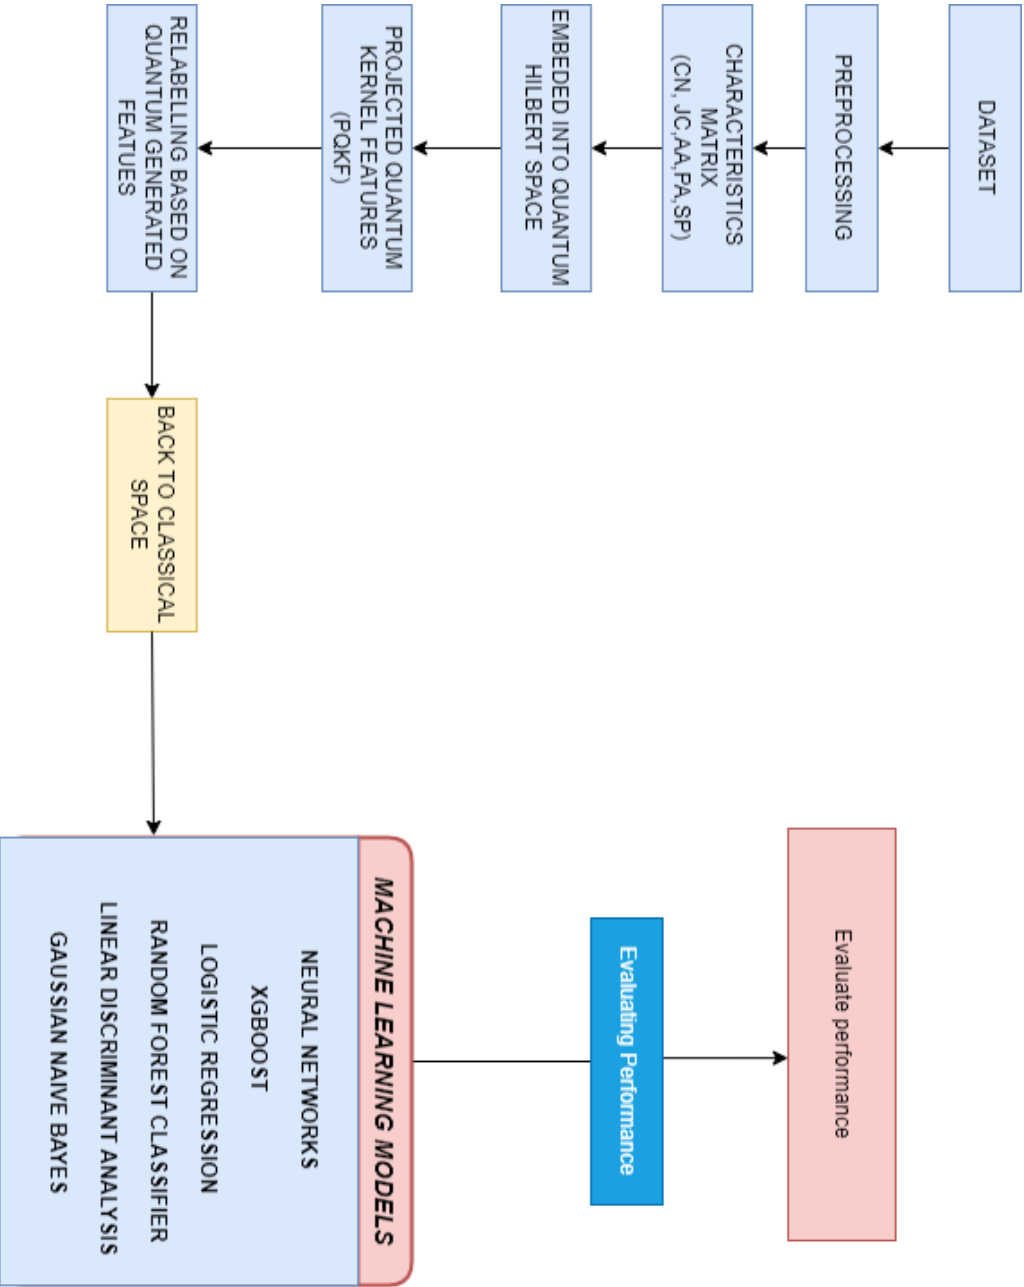 DATASET
PREPROCESSING
CHARACTERISTICS
MATRIX
(CN, JC,AA,PA,SP)
EMBEDED INTO QUANTUM
HILBERT SPACE
PROJECTED QUANTUM
KERNEL FEATURES
(PQKF)
RELABELLING BASED ON
QUANTUM GENERATED
FEATUES
BACK TO CLASSICAL
SPACE
MACHINE LEARNING MODELS
NEURAL NETWORKS
XGBOOST
LOGISTIC REGRESSION
RANDOM FOREST CLASSIFIER
LINEAR DISCRIMINANT ANALYSIS
GAUSSIAN NAIVE BAYES
Evaluating Performance
Evaluate performance